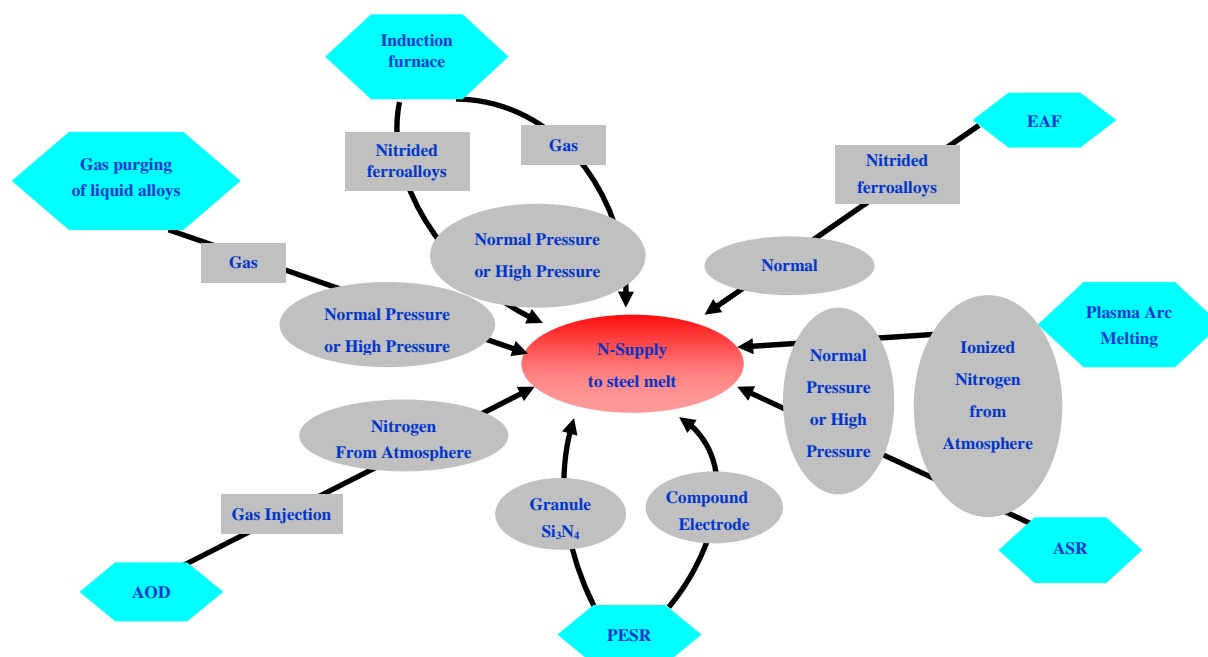 Induction
furnace
EAF
Gas purging
of liquid alloys
Nitrided
ferroalloys
Gas
Nitrided
ferroalloys
Gas
Normal Pressure
or High Pressure
Normal
Normal Pressure
or High Pressure
Plasma Arc
Melting
N-Supply
to steel melt
Normal
Pressure
or High
Pressure
Ionized
Nitrogen
from
Atmosphere
Nitrogen
From Atmosphere
Gas Injection
Granule
Si₃N₄
Compound
Electrode
ASR
AOD
PESR